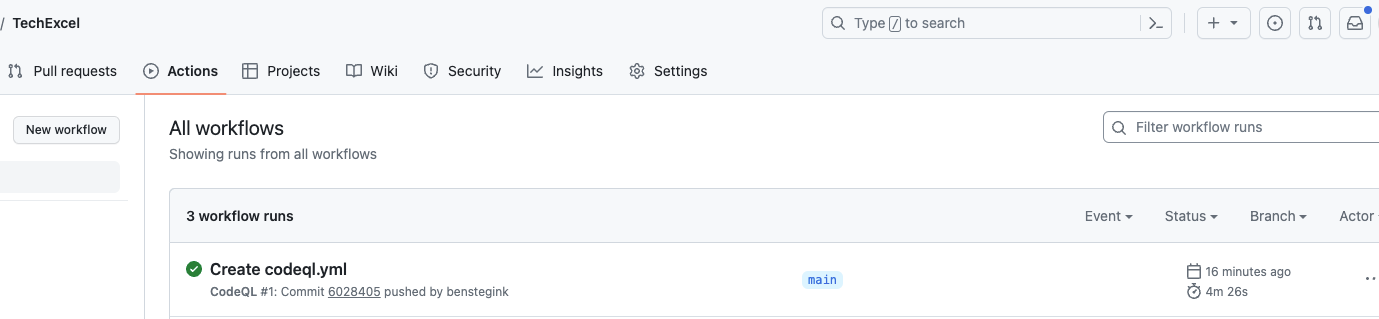 / TechExcel
Type / to search
Pull requests
Actions
Projects
Wiki
Security
Insights
Settings
New workflow
All workflows
Showing runs from all workflows
Filter workflow runs
3 workflow runs
Event
Status
Branch
Actor
Create codeql.yml
main
16 minutes ago
CodeQL #1: Commit 6028405 pushed by benstegink
4m 26s